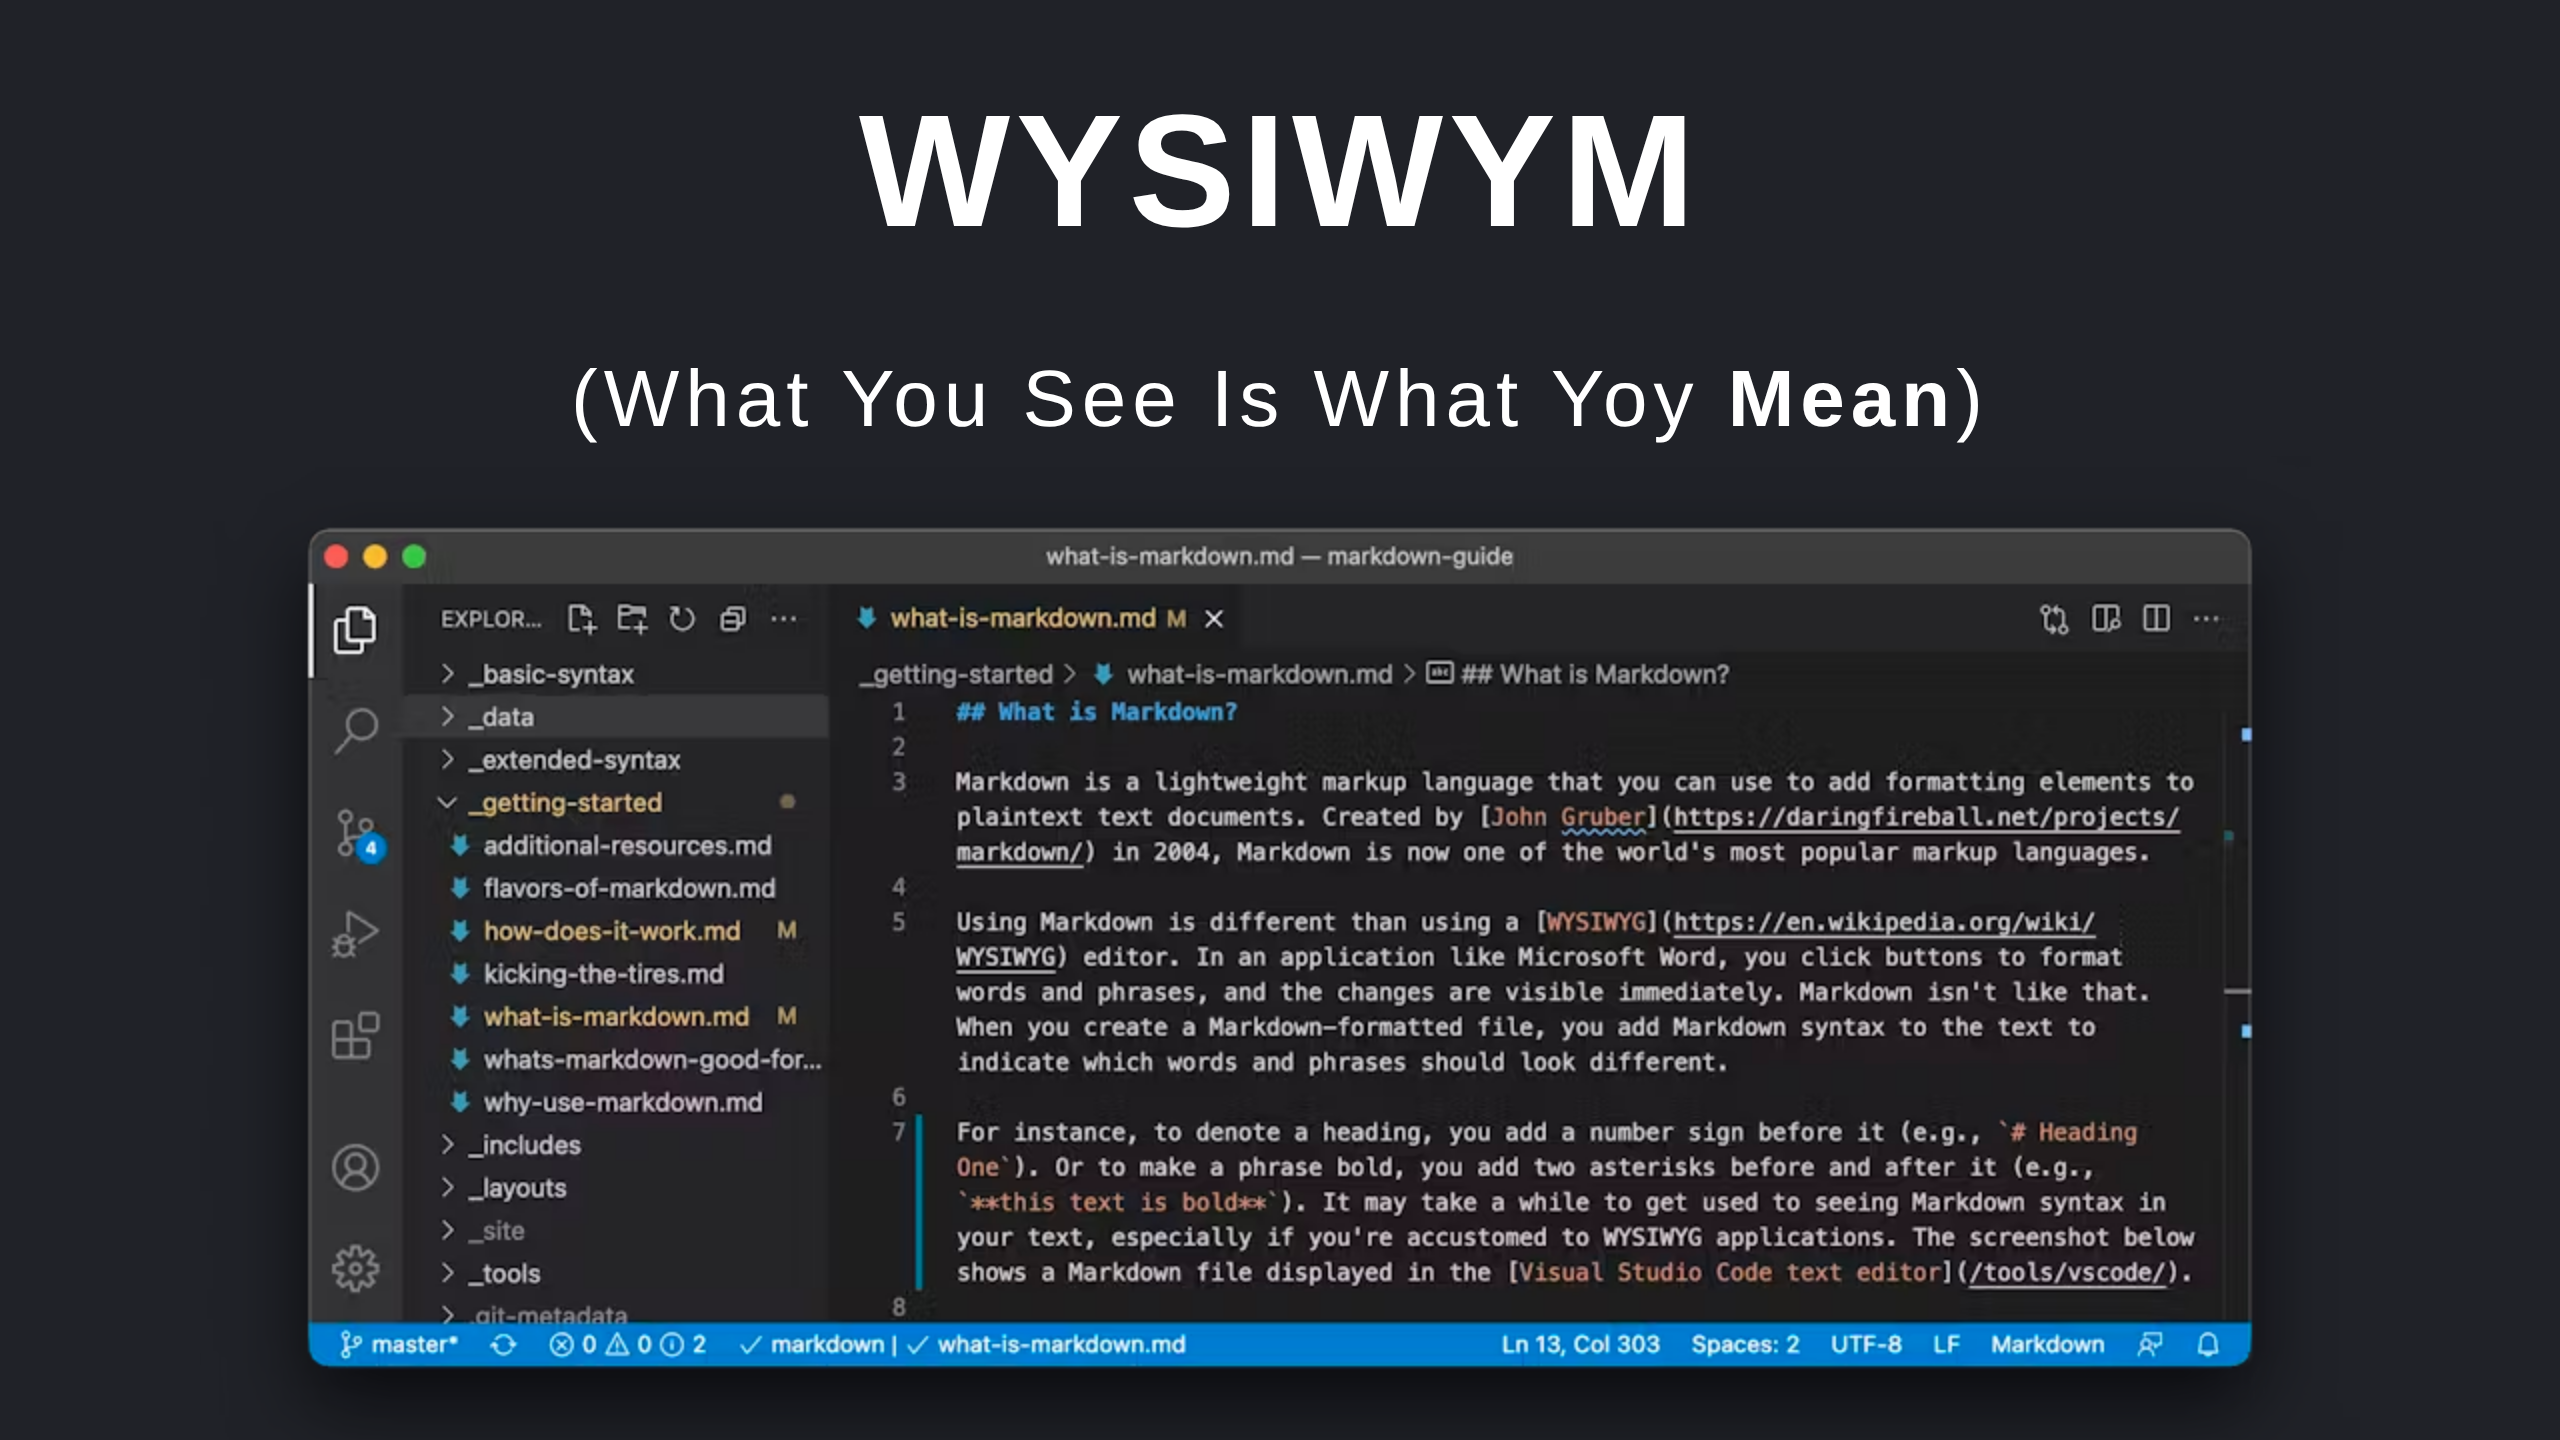 WYSIWYM
(What You See Is What Yoy Mean)
what-is-markdown.md — markdown-guide
EXPLOR...
_basic-syntax
_data
_extended-syntax
_getting-started
additional-resources.md
flavors-of-markdown.md
how-does-it-work.md M
kicking-the-tires.md
what-is-markdown.md M
whats-markdown-good-for...
why-use-markdown.md
_includes
_layouts
_site
_tools
.git-metadata
4
what-is-markdown.md M
_getting-started > what-is-markdown.md > ## What is Markdown?
1 ## What is Markdown?
2
3 Markdown is a lightweight markup language that you can use to add formatting elements to
plaintext text documents. Created by [John Gruber](https://daringfireball.net/projects/
markdown/) in 2004, Markdown is now one of the world's most popular markup languages.
4
5 Using Markdown is different than using a [WYSIWYG](https://en.wikipedia.org/wiki/
WYSIWYG) editor. In an application like Microsoft Word, you click buttons to format
words and phrases, and the changes are visible immediately. Markdown isn't like that.
When you create a Markdown-formatted file, you add Markdown syntax to the text to
indicate which words and phrases should look different.
6
7 For instance, to denote a heading, you add a number sign before it (e.g., `# Heading
One`). Or to make a phrase bold, you add two asterisks before and after it (e.g.,
`**this text is bold**`). It may take a while to get used to seeing Markdown syntax in
your text, especially if you're accustomed to WYSIWYG applications. The screenshot below
shows a Markdown file displayed in the [Visual Studio Code text editor](/tools/vscode/).
8
master* 0 0 2 markdown | what-is-markdown.md Ln 13, Col 303 Spaces: 2 UTF-8 LF Markdown